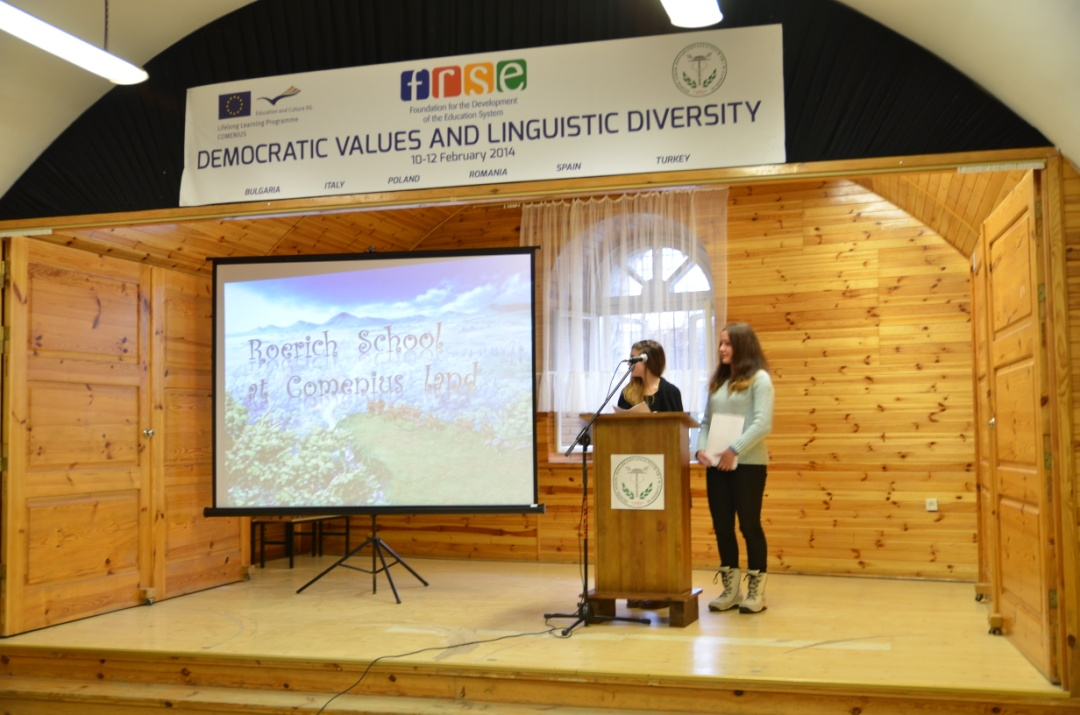 frse
Foundation for the Development
of the Education System
Education and Culture DG
Lifelong Learning Programme
COMENIUS
DEMOCRATIC VALUES AND LINGUISTIC DIVERSITY
10-12 February 2014
BULGARIA ITALY POLAND ROMANIA SPAIN TURKEY
Roerich School
at Comenius land